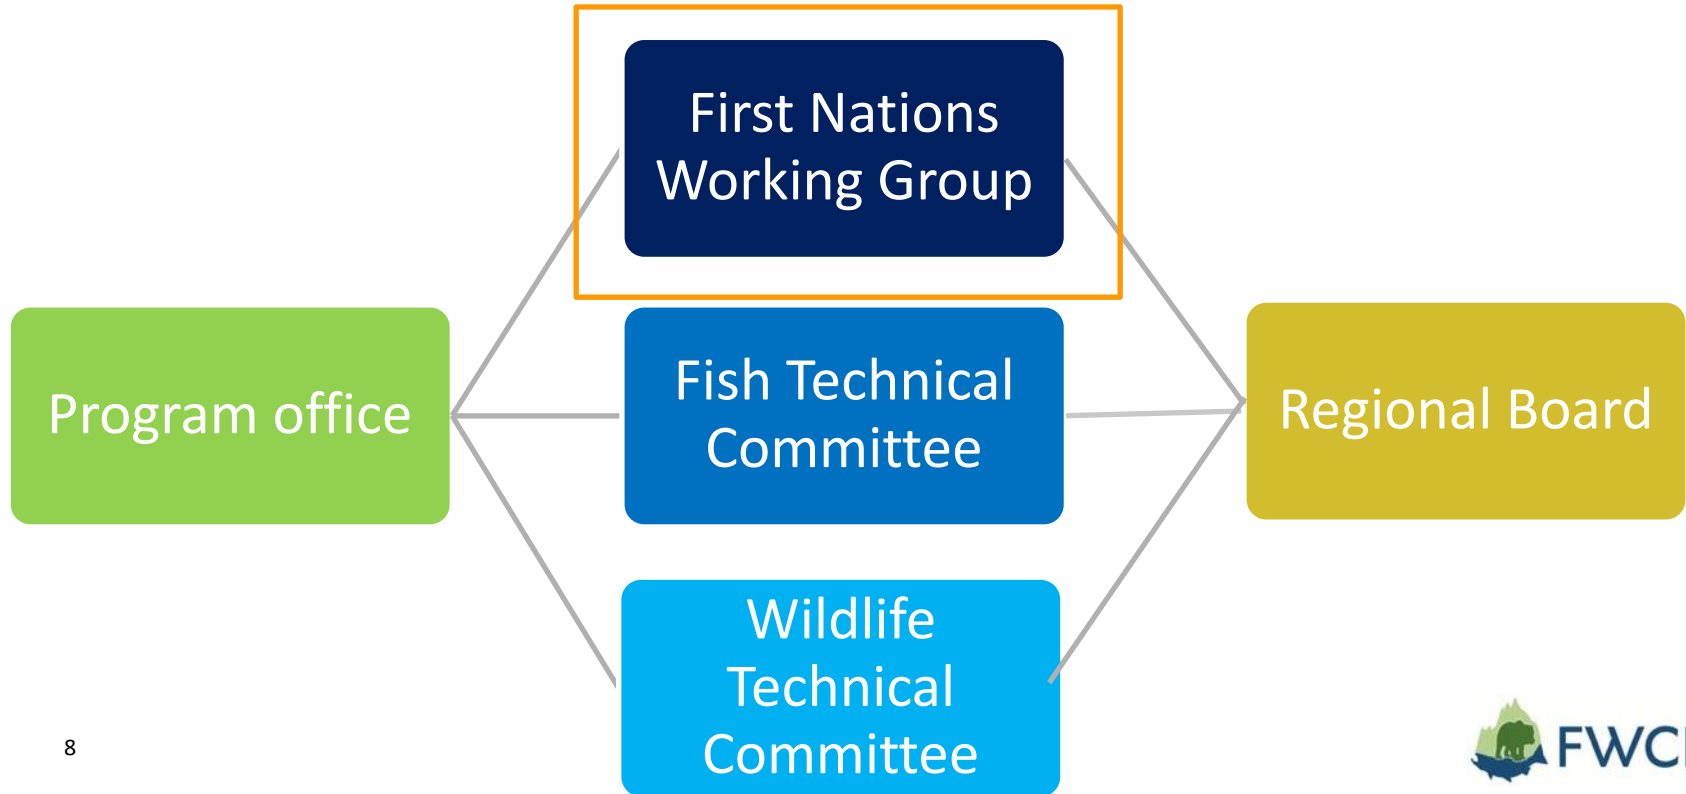 First Nations
Working Group
Program office
Fish Technical
Committee
Regional Board
Wildlife
Technical
Committee
8
FWC